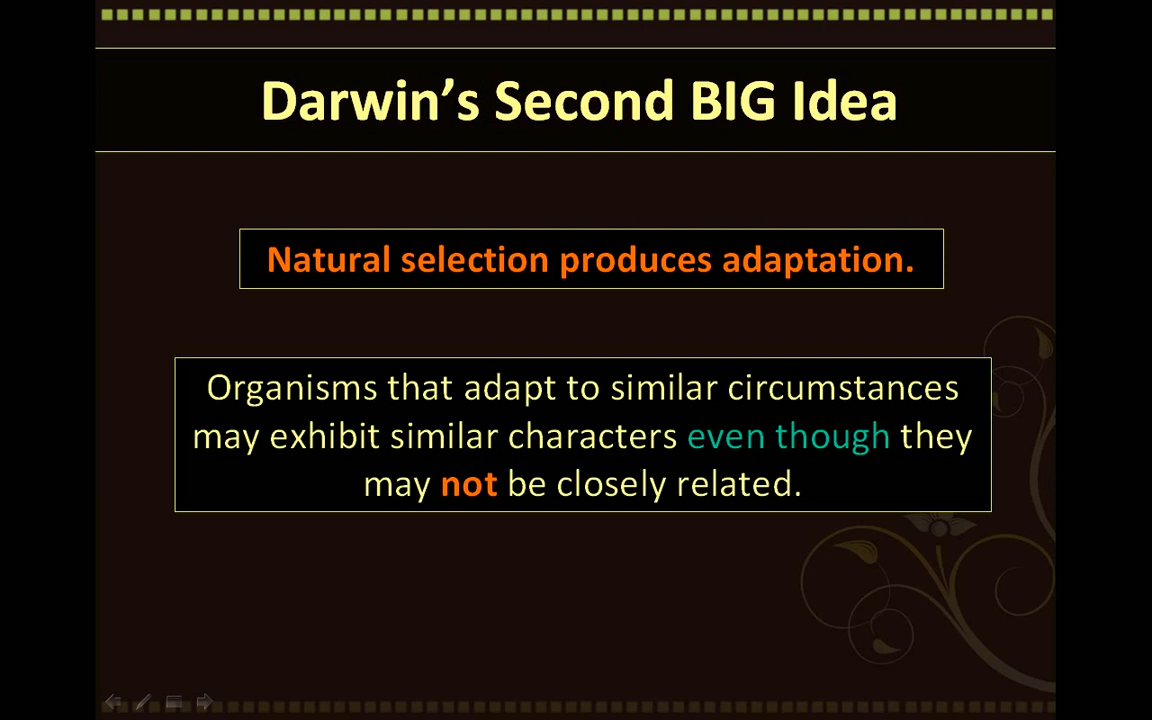 Darwin’s Second BIG Idea
Natural selection produces adaptation.
Organisms that adapt to similar circumstances
may exhibit similar characters even though they
may not be closely related.